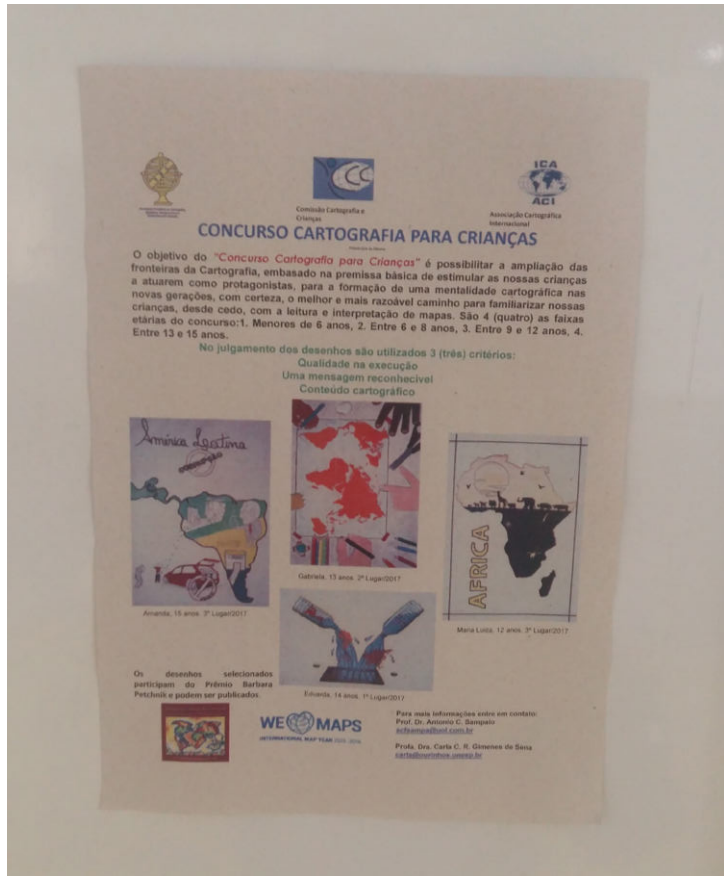 Comissão Cartografia e
Crianças
ICA
ACI
Associação Cartográfica
Internacional
CONCURSO CARTOGRAFIA PARA CRIANÇAS
O objetivo do "Concurso Cartografia para Crianças" é possibilitar a ampliação das
fronteiras da Cartografia, embasado na premissa básica de estimular as nossas crianças
a atuarem como protagonistas, para a formação de uma mentalidade cartográfica nas
novas gerações, com certeza, o melhor e mais razoável caminho para familiarizar nossas
crianças, desde cedo, com a leitura e interpretação de mapas. São 4 (quatro) as faixas
etárias do concurso:1. Menores de 6 anos, 2. Entre 6 e 8 anos, 3. Entre 9 e 12 anos, 4.
Entre 13 e 15 anos.
No julgamento dos desenhos são utilizados 3 (três) critérios:
Qualidade na execução
Uma mensagem reconhecível
Conteúdo cartográfico
América Latina
CORRUPÇÃO
AFRICA
Gabriela, 13 anos. 2º Lugar/2017
Amanda, 15 anos. 3º Lugar/2017
Maria Luiza, 12 anos. 3º Lugar/2017
Eduarda, 14 anos. 1º Lugar/2017
Os desenhos selecionados
participam do Prêmio Barbara
Petchnik e podem ser publicados.
WE MAPS
INTERNATIONAL MAP YEAR 2015-2016
Para mais informações entre em contato:
Prof. Dr. Antonio C. Sampaio
Profa. Dra. Carla C. R. Gimenes de Sena